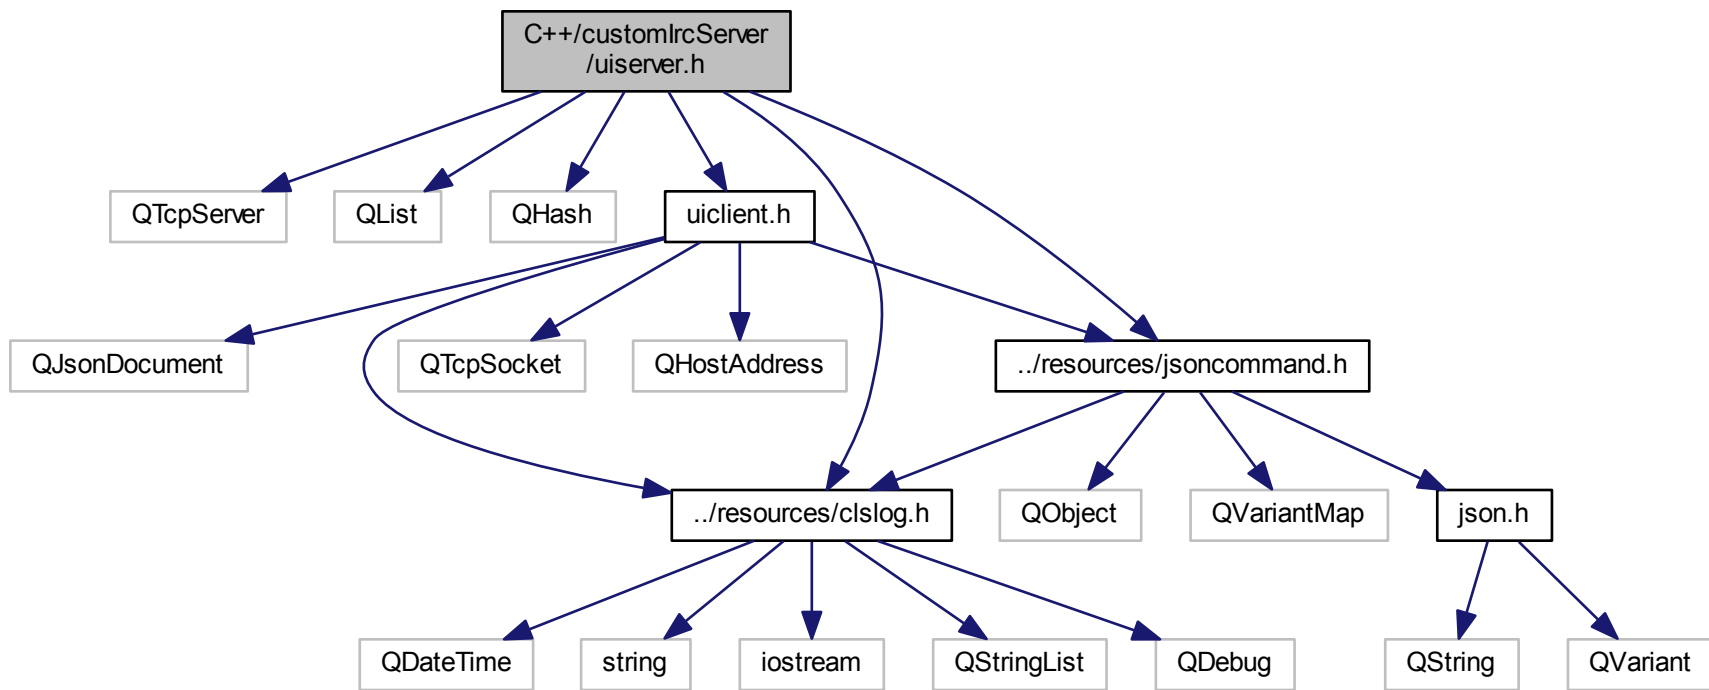 C++/customIrcServer
/uiserver.h
QTcpServer
QList
QHash
uiclient.h
QJsonDocument
QTcpSocket
QHostAddress
../resources/jsoncommand.h
../resources/clslog.h
QObject
QVariantMap
json.h
QDateTime
string
iostream
QStringList
QDebug
QString
QVariant